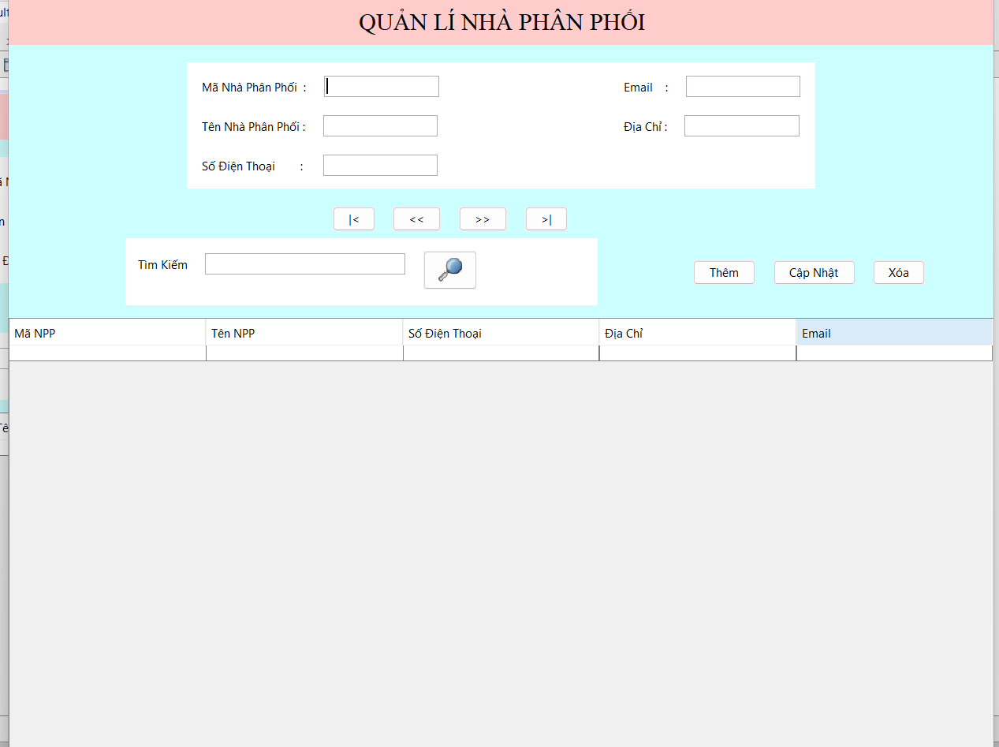 QUẢN LÍ NHÀ PHÂN PHỐI
Mã Nhà Phân Phối : Email :
Tên Nhà Phân Phối : Địa Chỉ :
Số Điện Thoại :
|< << >> >|
Tìm Kiếm
Thêm Cập Nhật Xóa
Mã NPP Tên NPP Số Điện Thoại Địa Chỉ Email